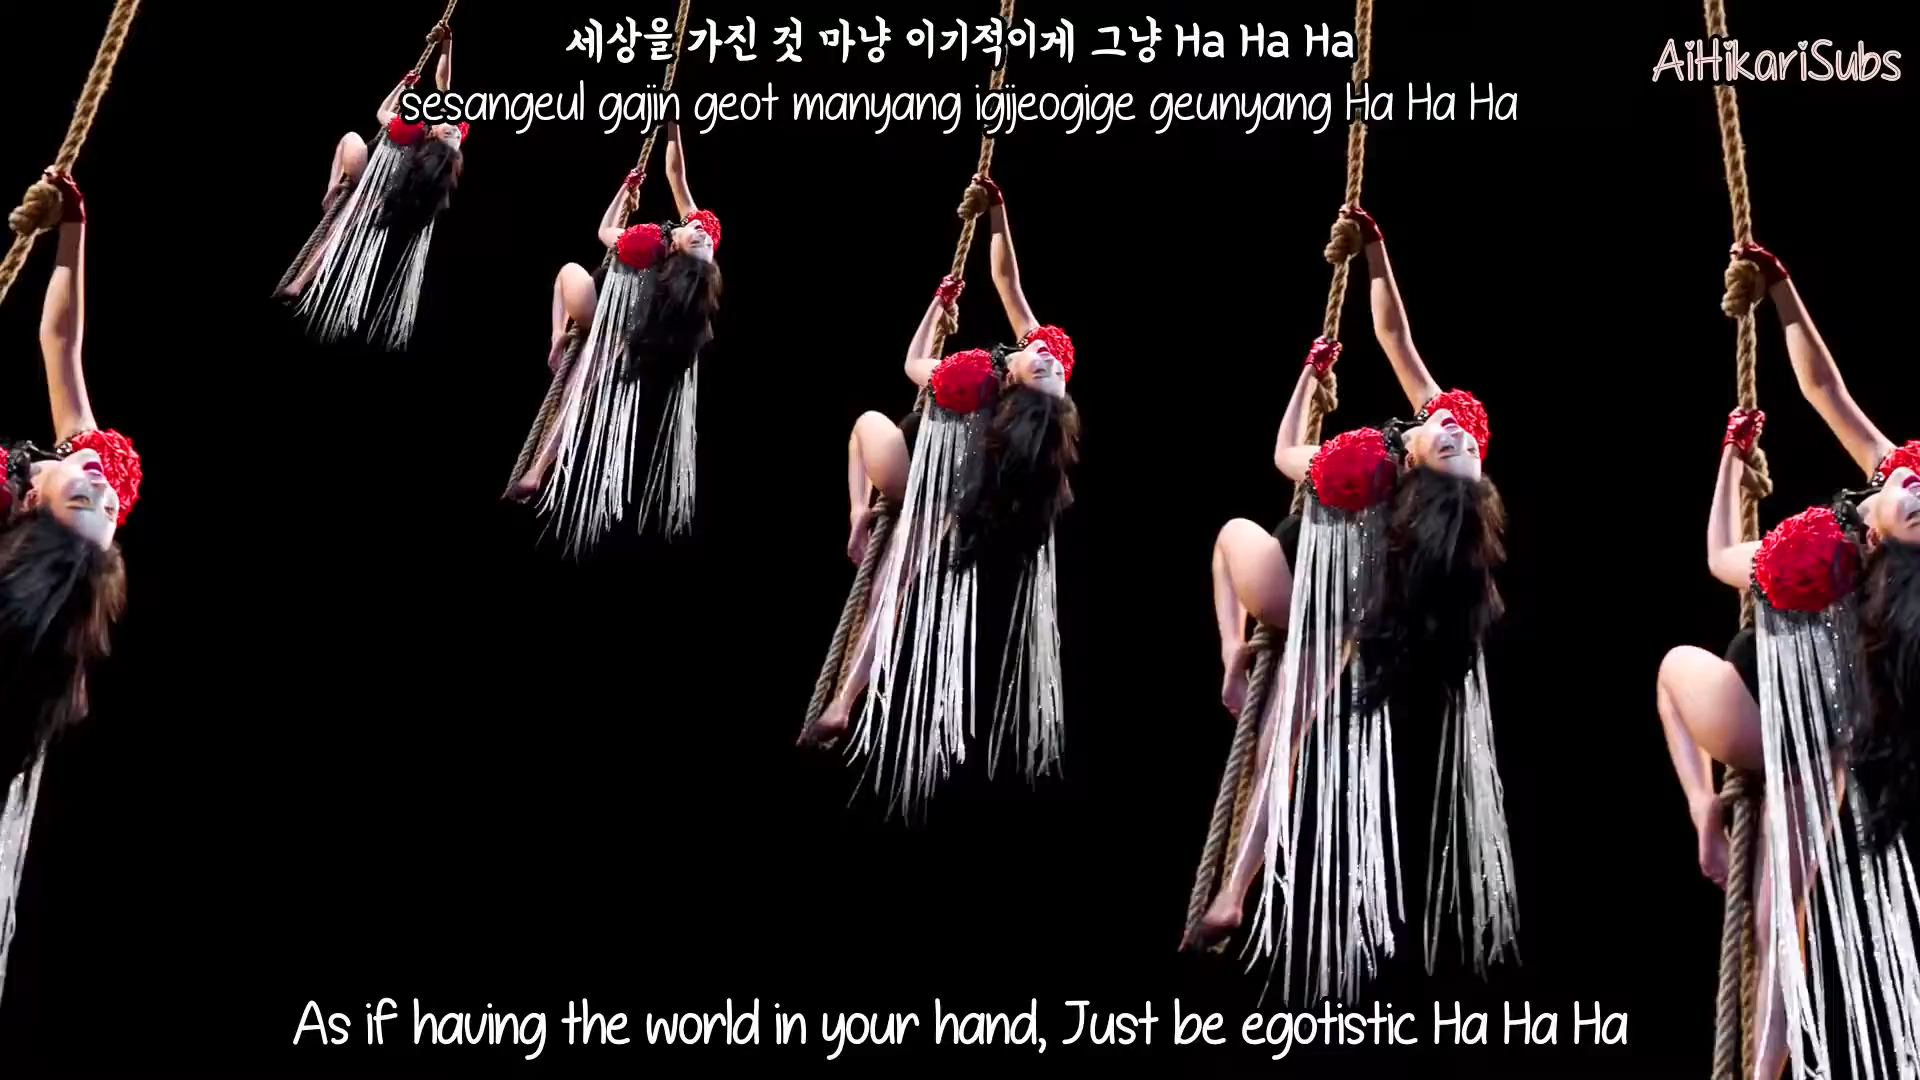 세상을 가진 것 마냥 이기적이게 그냥 Ha Ha Ha
AiHikariSubs
sesangeul gajin geot manyang igijeogige geunyang Ha Ha Ha
As if having the world in your hand, Just be egotistic Ha Ha Ha